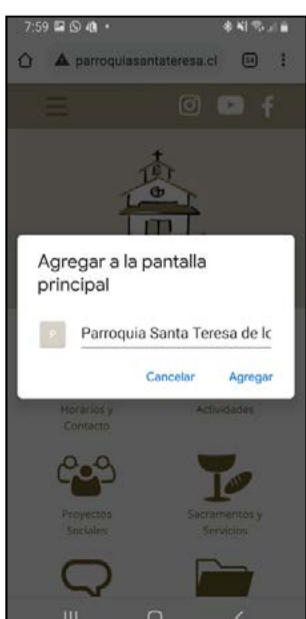 7:59
parroquiasantateresa.cl
Agregar a la pantalla
principal
P
Parroquia Santa Teresa de lo
Cancelar
Agregar
Horarios y
Contacto
Actividades
Proyectos
Sociales
Sacramentos y
Servicios